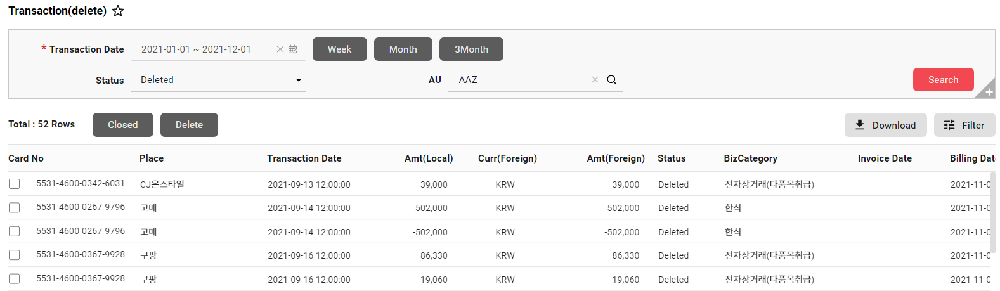 Transaction(delete)
* Transaction Date 2021-01-01 ~ 2021-12-01 Week Month 3Month
Status Deleted AU AAZ Search
Total : 52 Rows Closed Delete Download Filter
Card No Place Transaction Date Amt(Local) Curr(Foreign) Amt(Foreign) Status BizCategory Invoice Date Billing Dat
5531-4600-0342-6031 CJ온스타일 2021-09-13 12:00:00 39,000 KRW 39,000 Deleted 전자상거래(다품목취급) 2021-11-0
5531-4600-0267-9796 고메 2021-09-14 12:00:00 502,000 KRW 502,000 Deleted 한식 2021-11-0
5531-4600-0267-9796 고메 2021-09-14 12:00:00 -502,000 KRW -502,000 Deleted 한식 2021-11-0
5531-4600-0367-9928 쿠팡 2021-09-16 12:00:00 86,330 KRW 86,330 Deleted 전자상거래(다품목취급) 2021-11-0
5531-4600-0367-9928 쿠팡 2021-09-16 12:00:00 19,060 KRW 19,060 Deleted 전자상거래(다품목취급) 2021-11-0